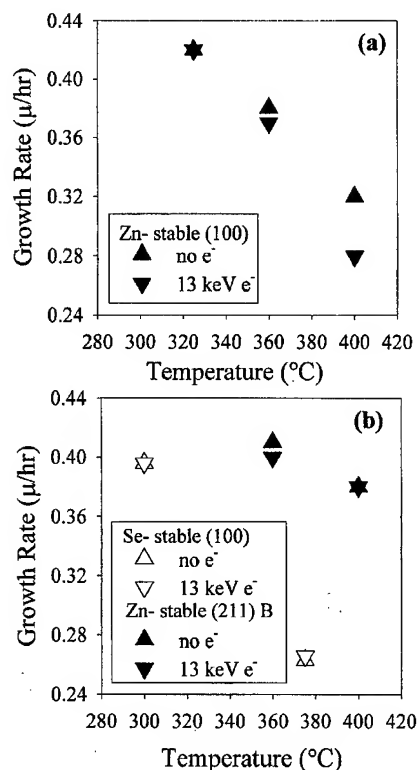 0.44
(a)
0.40
0.36
0.32
0.28
0.24
Growth Rate (μ/hr)
Zn- stable (100)
▲ no e⁻
▼ 13 keV e⁻
280 300 320 340 360 380 400 420
Temperature (°C)
0.44
(b)
0.40
0.36
0.32
0.28
0.24
Growth Rate (μ/hr)
Se- stable (100)
△ no e⁻
▽ 13 keV e⁻
Zn- stable (211) B
▲ no e⁻
▼ 13 keV e⁻
280 300 320 340 360 380 400 420
Temperature (°C)